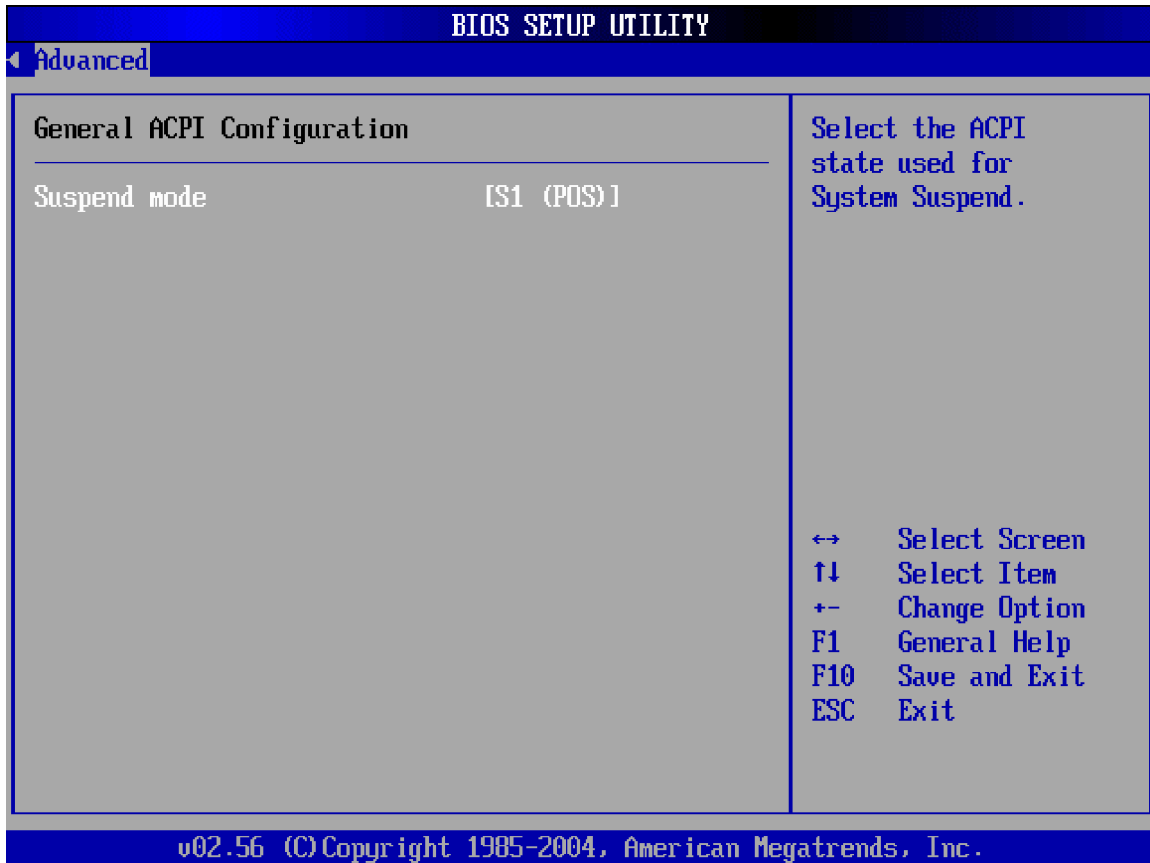 BIOS SETUP UTILITY
Advanced
General ACPI Configuration
Suspend mode [S1 (POS)]
Select the ACPI
state used for
System Suspend.
←→ Select Screen
↑↓ Select Item
+- Change Option
F1 General Help
F10 Save and Exit
ESC Exit
v02.56 (C)Copyright 1985-2004, American Megatrends, Inc.